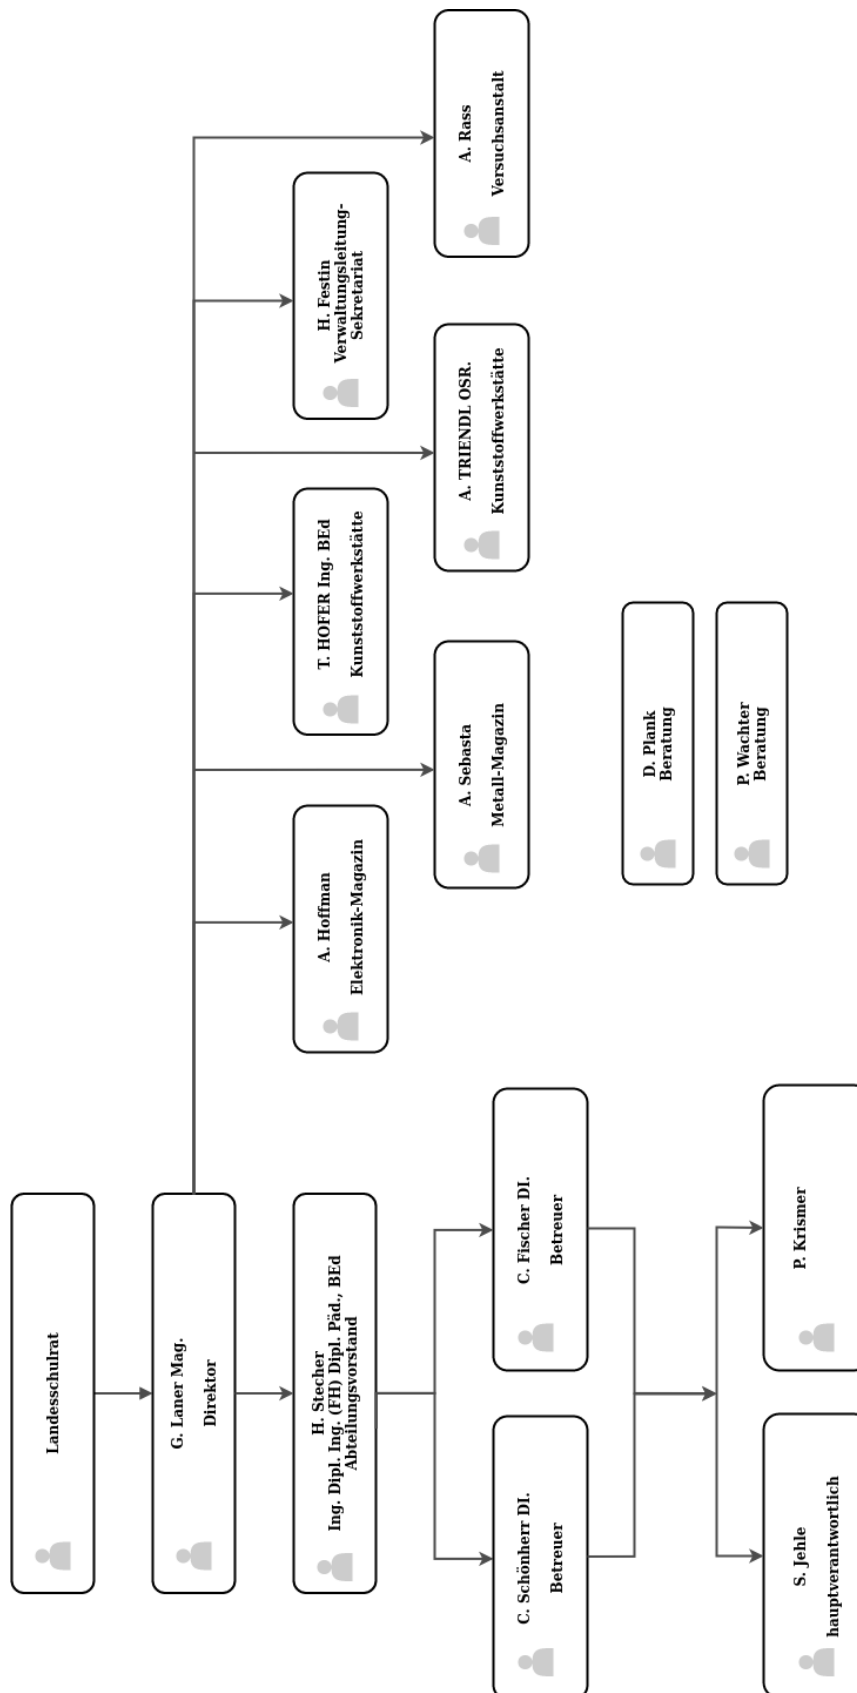 Landesschulrat
G. Laner Mag.
Direktor
H. Stecher
Ing. Dipl. Ing. (FH) Dipl. Päd., BEd
Abteilungsvorstand
A. Hoffman
Elektronik-Magazin
T. HOFER Ing. BEd
Kunststoffwerkstätte
H. Festin
Verwaltungsleitung-
Sekretariat
A. Sebasta
Metall-Magazin
A. TRIENDL OSR.
Kunststoffwerkstätte
A. Rass
Versuchsanstalt
C. Schönherr DI.
Betreuer
C. Fischer DI.
Betreuer
D. Plank
Beratung
P. Wachter
Beratung
S. Jehle
hauptverantwortlich
P. Krismer